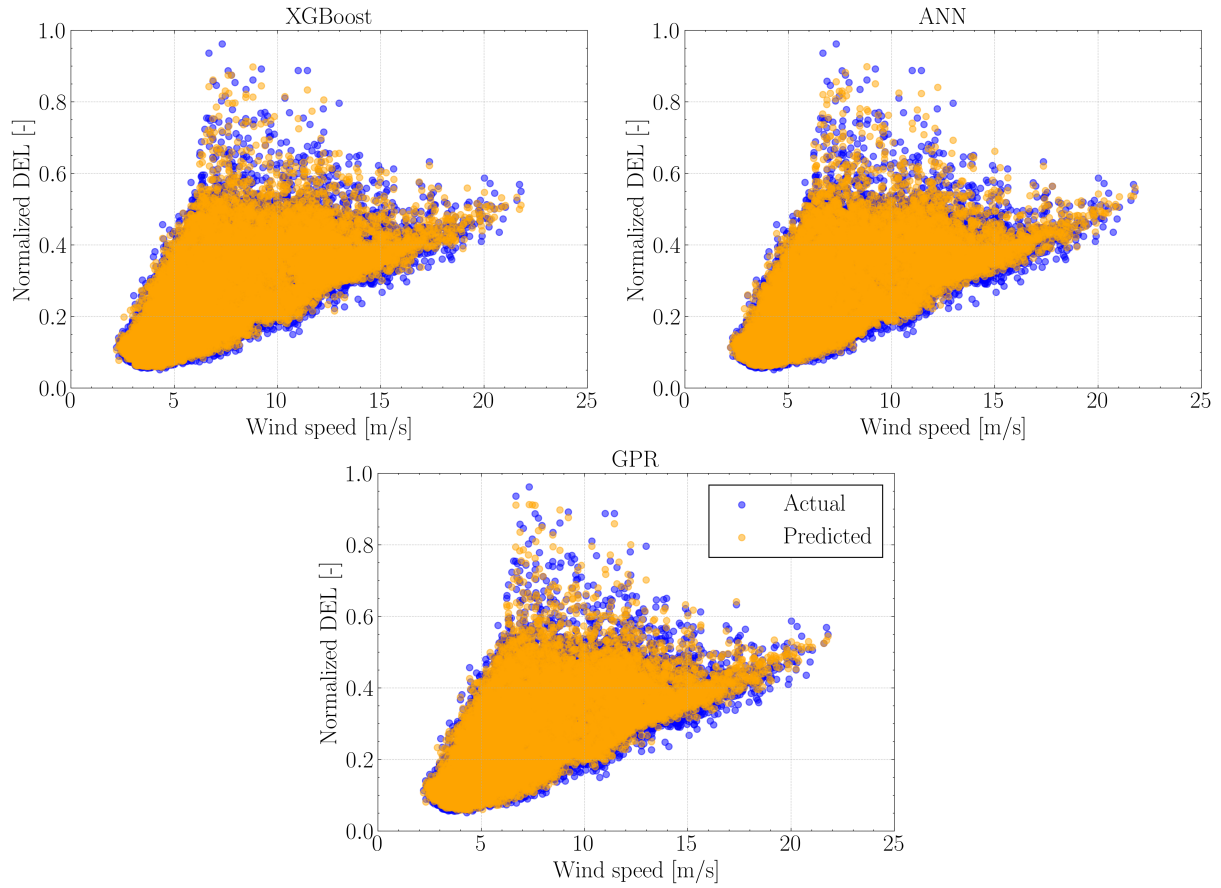 XGBoost
1.0
0.8
0.6
0.4
0.2
0.0
Normalized DEL [-]
0 5 10 15 20 25
Wind speed [m/s]
ANN
1.0
0.8
0.6
0.4
0.2
0.0
Normalized DEL [-]
0 5 10 15 20 25
Wind speed [m/s]
GPR
1.0
0.8
0.6
0.4
0.2
0.0
Normalized DEL [-]
Actual
Predicted
0 5 10 15 20 25
Wind speed [m/s]